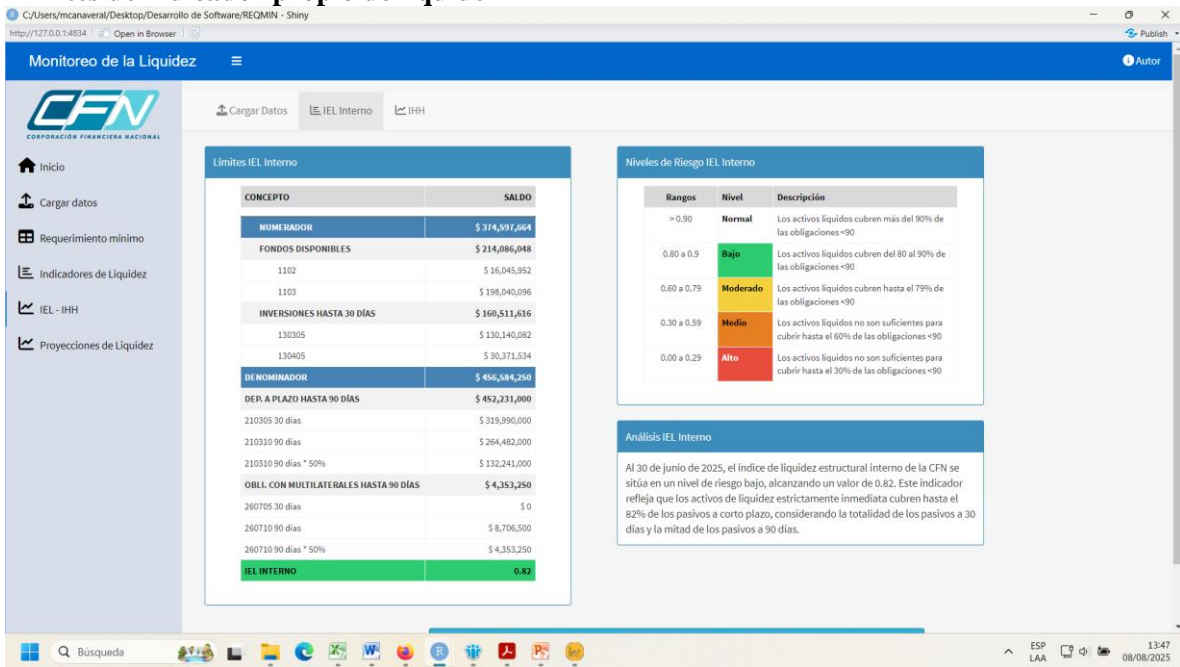 C:/Users/mcanaveral/Desktop/Desarrollo de Software/REQMIN - Shiny
http://127.0.0.1:4834
Open in Browser
Publish
Monitoreo de la Liquidez
Autor
CFN
CORPORACIÓN FINANCIERA NACIONAL
Inicio
Cargar datos
Requerimiento mínimo
Indicadores de Liquidez
IEL - IHH
Proyecciones de Liquidez
Cargar Datos
IEL Interno
IHH
Límites IEL Interno
CONCEPTO SALDO
NUMERADOR $ 374,597,664
FONDOS DISPONIBLES $ 214,086,048
1102 $ 16,045,952
1103 $ 198,040,096
INVERSIONES HASTA 30 DÍAS $ 160,511,616
130305 $ 130,140,082
130405 $ 30,371,534
DENOMINADOR $ 456,584,250
DEP. A PLAZO HASTA 90 DÍAS $ 452,231,000
210305 30 días $ 319,990,000
210310 90 días $ 264,482,000
210310 90 días * 50% $ 132,241,000
OBLI. CON MULTILATERALES HASTA 90 DÍAS $ 4,353,250
260705 30 días $ 0
260710 90 días $ 8,706,500
260710 90 días * 50% $ 4,353,250
IEL INTERNO 0.82
Niveles de Riesgo IEL Interno
Rangos Nivel Descripción
> 0.90 Normal Los activos líquidos cubren más del 90% de
las obligaciones <90
0.80 a 0.9 Bajo Los activos líquidos cubren del 80 al 90% de
las obligaciones <90
0.60 a 0.79 Moderado Los activos líquidos cubren hasta el 79% de
las obligaciones <90
0.30 a 0.59 Medio Los activos líquidos no son suficientes para
cubrir hasta el 60% de las obligaciones <90
0.00 a 0.29 Alto Los activos líquidos no son suficientes para
cubrir hasta el 30% de las obligaciones <90
Análisis IEL Interno
Al 30 de junio de 2025, el índice de liquidez estructural interno de la CFN se
sitúa en un nivel de riesgo bajo, alcanzando un valor de 0.82. Este indicador
refleja que los activos de liquidez estrictamente inmediata cubren hasta el
82% de los pasivos a corto plazo, considerando la totalidad de los pasivos a 30
días y la mitad de los pasivos a 90 días.
Búsqueda
ESP
LAA
13:47
08/08/2025